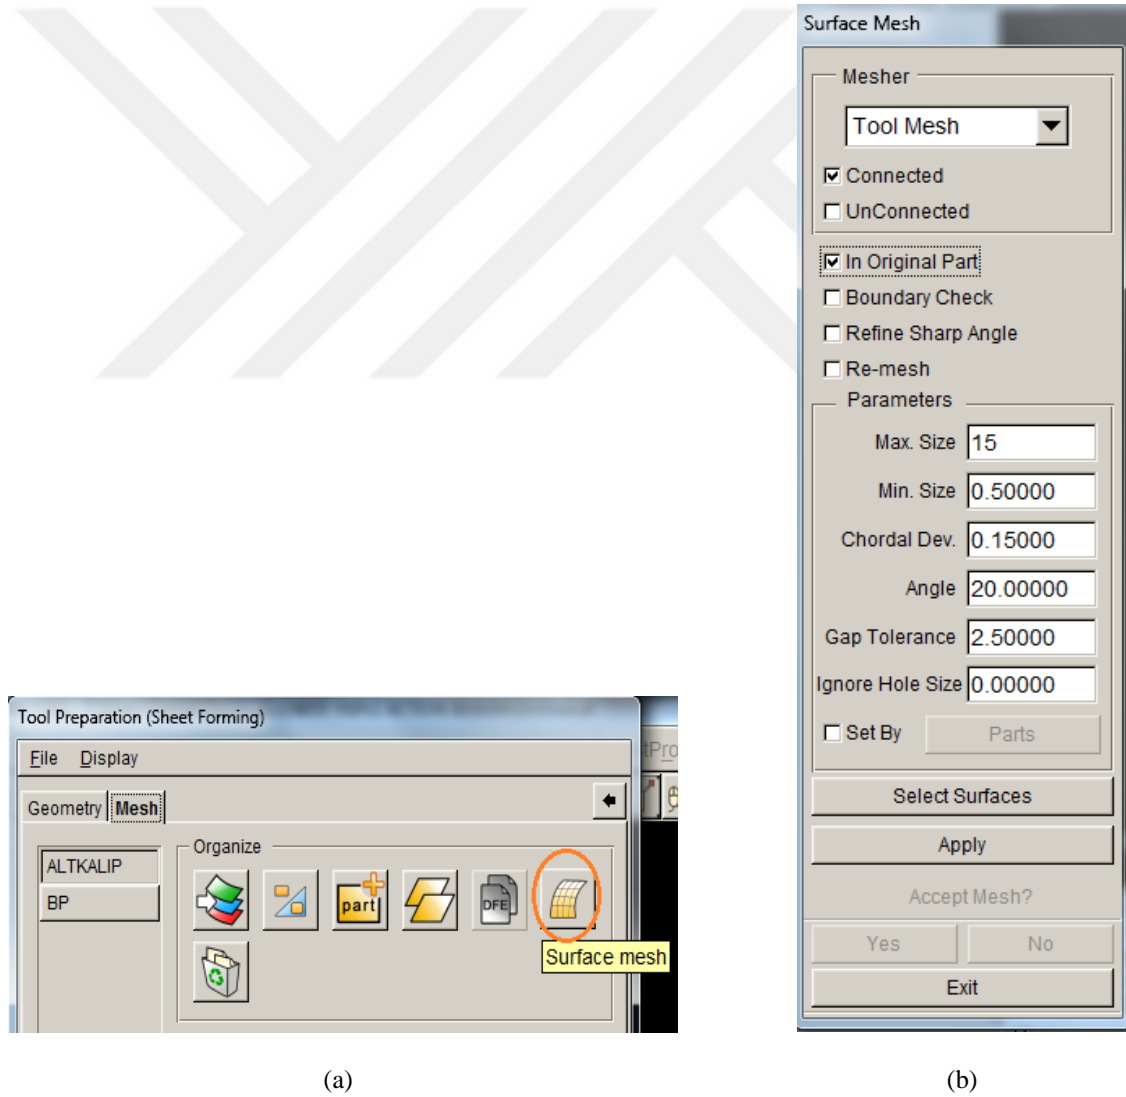 Surface Mesh
Mesher
Tool Mesh
Connected
UnConnected
In Original Part
Boundary Check
Refine Sharp Angle
Re-mesh
Parameters
Max. Size 15
Min. Size 0.50000
Chordal Dev. 0.15000
Angle 20.00000
Gap Tolerance 2.50000
Ignore Hole Size 0.00000
Set By Parts
Select Surfaces
Apply
Accept Mesh?
Yes No
Exit
Tool Preparation (Sheet Forming)
File Display
Geometry Mesh
ALTKALIP
BP
Organize
part
DFE
Surface mesh
(a) (b)